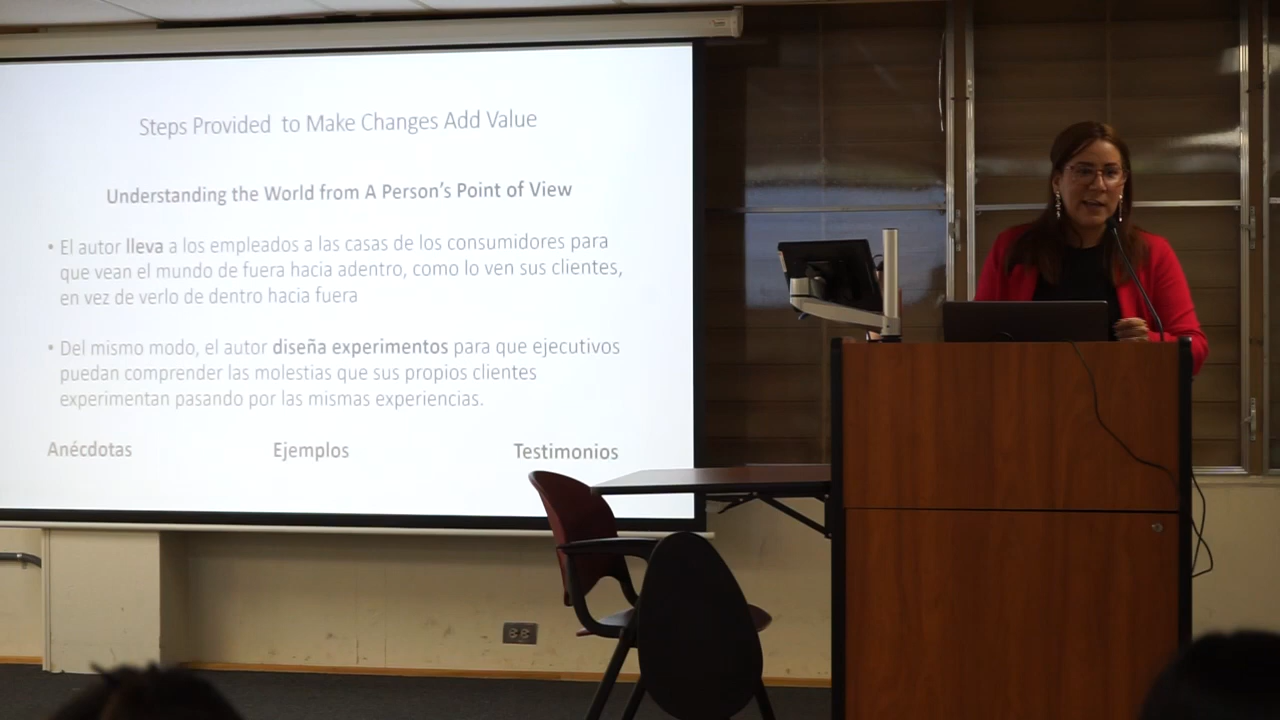 Steps Provided to Make Changes Add Value
Understanding the World from A Person's Point of View
• El autor lleva a los empleados a las casas de los consumidores para
que vean el mundo de fuera hacia adentro, como lo ven sus clientes,
en vez de verlo de dentro hacia fuera
• Del mismo modo, el autor diseña experimentos para que ejecutivos
puedan comprender las molestias que sus propios clientes
experimentan pasando por las mismas experiencias.
Anécdotas Ejemplos Testimonios